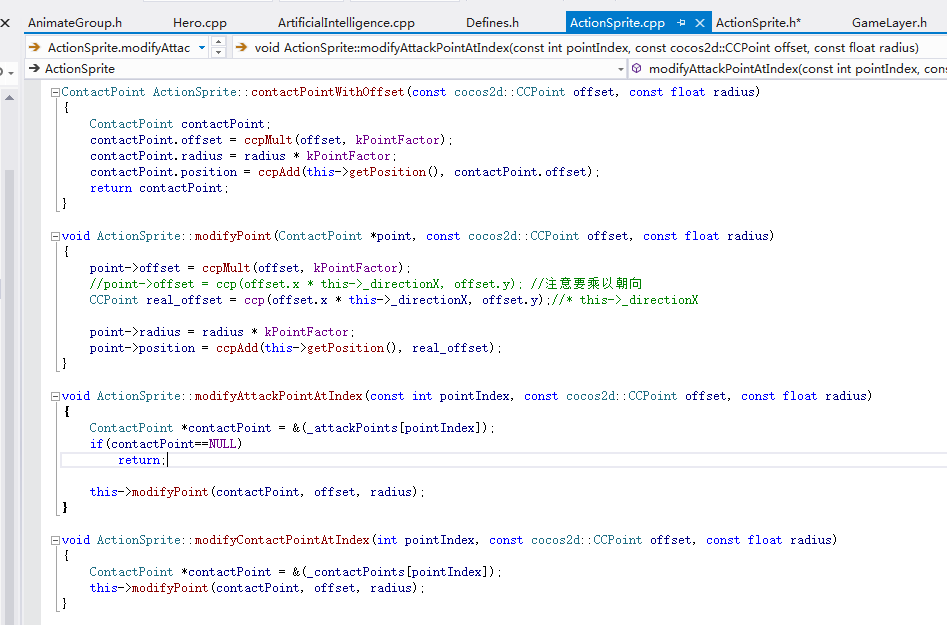 AnimateGroup.h Hero.cpp ArtificialIntelligence.cpp Defines.h ActionSprite.cpp ActionSprite.h* GameLayer.h
ActionSprite.modifyAttac void ActionSprite::modifyAttackPointAtIndex(const int pointIndex, const cocos2d::CCPoint offset, const float radius)
ActionSprite modifyAttackPointAtIndex(const int pointIndex, cons
ContactPoint ActionSprite::contactPointWithOffset(const cocos2d::CCPoint offset, const float radius)
{
ContactPoint contactPoint;
contactPoint.offset = ccpMult(offset, kPointFactor);
contactPoint.radius = radius * kPointFactor;
contactPoint.position = ccpAdd(this->getPosition(), contactPoint.offset);
return contactPoint;
}
void ActionSprite::modifyPoint(ContactPoint *point, const cocos2d::CCPoint offset, const float radius)
{
point->offset = ccpMult(offset, kPointFactor);
//point->offset = ccp(offset.x * this->_directionX, offset.y); //注意要乘以朝向
CCPoint real_offset = ccp(offset.x * this->_directionX, offset.y);//* this->_directionX
point->radius = radius * kPointFactor;
point->position = ccpAdd(this->getPosition(), real_offset);
}
void ActionSprite::modifyAttackPointAtIndex(const int pointIndex, const cocos2d::CCPoint offset, const float radius)
{
ContactPoint *contactPoint = &(_attackPoints[pointIndex]);
if(contactPoint==NULL)
return;
this->modifyPoint(contactPoint, offset, radius);
}
void ActionSprite::modifyContactPointAtIndex(int pointIndex, const cocos2d::CCPoint offset, const float radius)
{
ContactPoint *contactPoint = &(_contactPoints[pointIndex]);
this->modifyPoint(contactPoint, offset, radius);
}